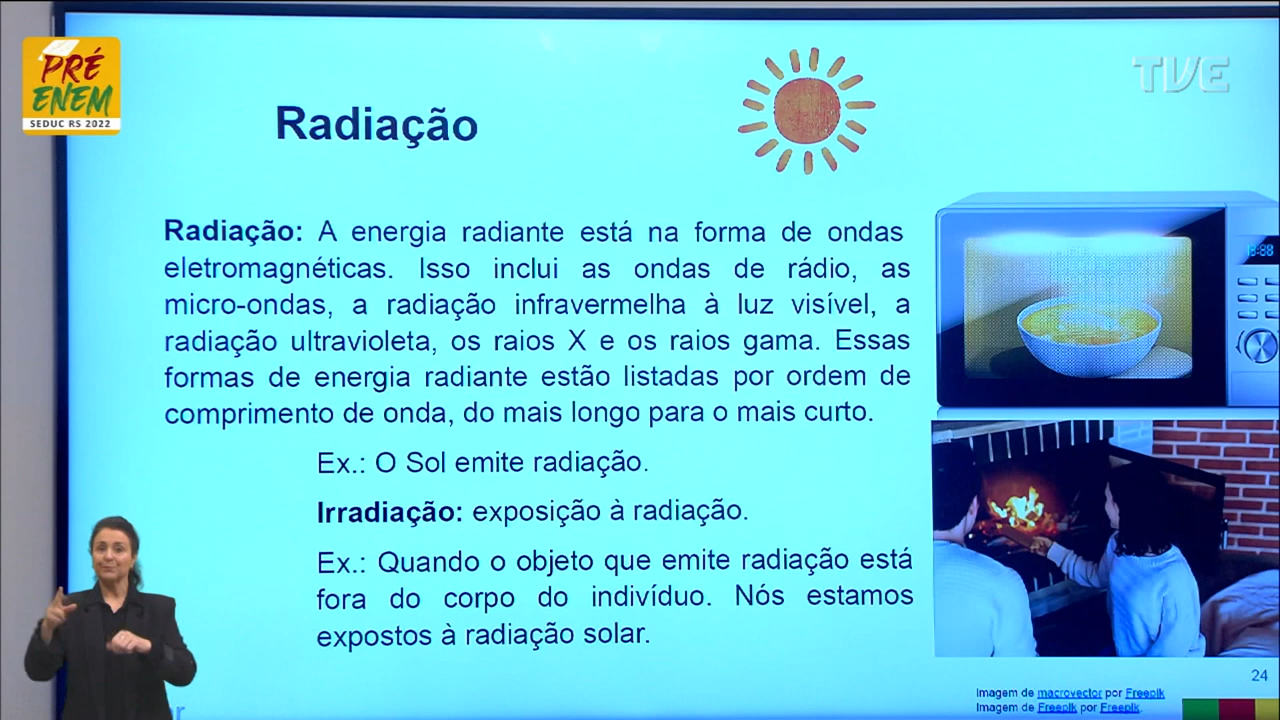 PRÉ
ENEM
SEDUC RS 2022
TVE
Radiação
Radiação: A energia radiante está na forma de ondas
eletromagnéticas. Isso inclui as ondas de rádio, as
micro-ondas, a radiação infravermelha à luz visível, a
radiação ultravioleta, os raios X e os raios gama. Essas
formas de energia radiante estão listadas por ordem de
comprimento de onda, do mais longo para o mais curto.
Ex.: O Sol emite radiação.
Irradiação: exposição à radiação.
Ex.: Quando o objeto que emite radiação está
fora do corpo do indivíduo. Nós estamos
expostos à radiação solar.
24
Imagem de macrovector por Freepik
Imagem de Freepik por Freepik.